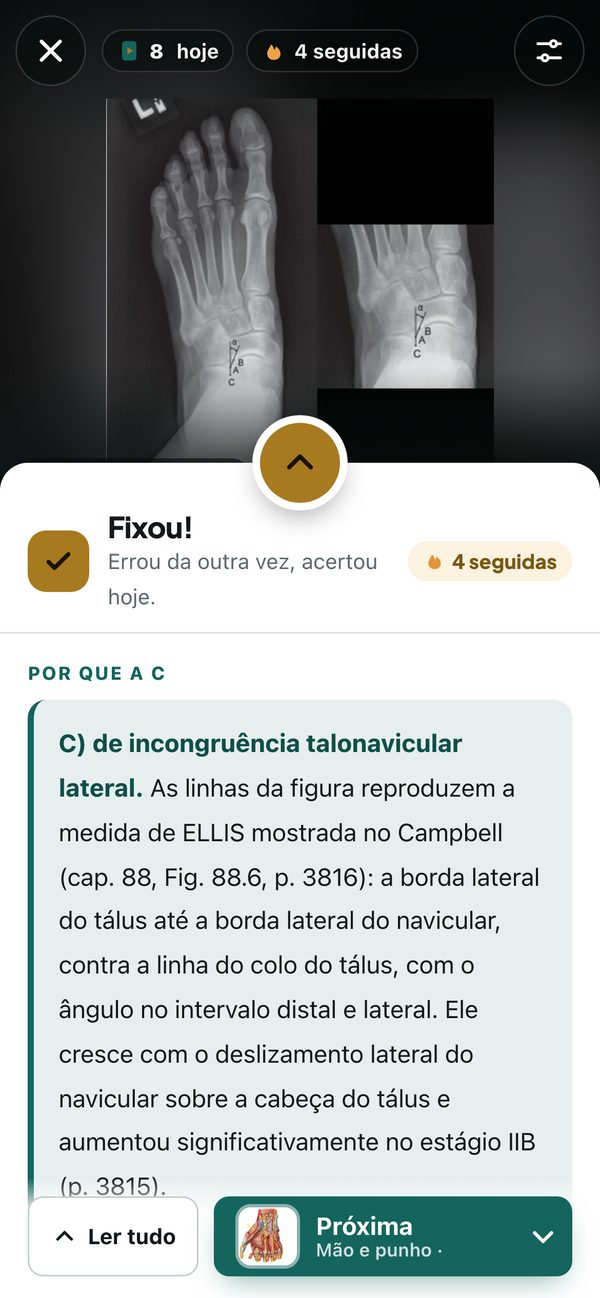 8 hoje
4 seguidas
α
B
A
C
α
B
A
C
Fixou!
Errou da outra vez, acertou
hoje.
4 seguidas
POR QUE A C
C) de incongruência talonavicular
lateral. As linhas da figura reproduzem a
medida de ELLIS mostrada no Campbell
(cap. 88, Fig. 88.6, p. 3816): a borda lateral
do tálus até a borda lateral do navicular,
contra a linha do colo do tálus, com o
ângulo no intervalo distal e lateral. Ele
cresce com o deslizamento lateral do
navicular sobre a cabeça do tálus e
aumentou significativamente no estágio IIB
(p. 3815).
Ler tudo
Próxima
Mão e punho ·